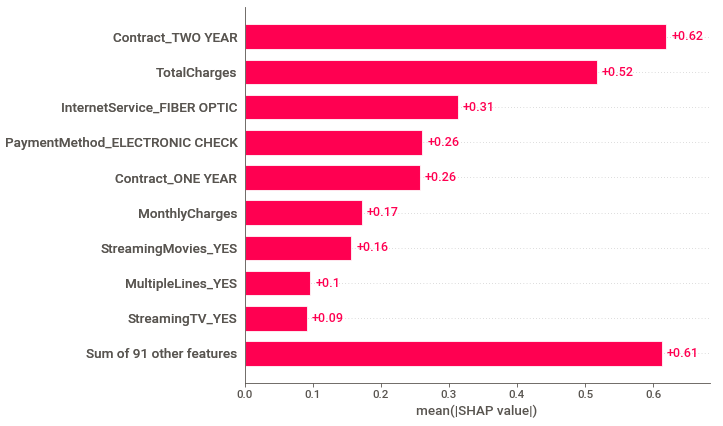 Contract_TWO YEAR +0.62
TotalCharges +0.52
InternetService_FIBER OPTIC +0.31
PaymentMethod_ELECTRONIC CHECK +0.26
Contract_ONE YEAR +0.26
MonthlyCharges +0.17
StreamingMovies_YES +0.16
MultipleLines_YES +0.1
StreamingTV_YES +0.09
Sum of 91 other features +0.61
0.0 0.1 0.2 0.3 0.4 0.5 0.6
mean(|SHAP value|)